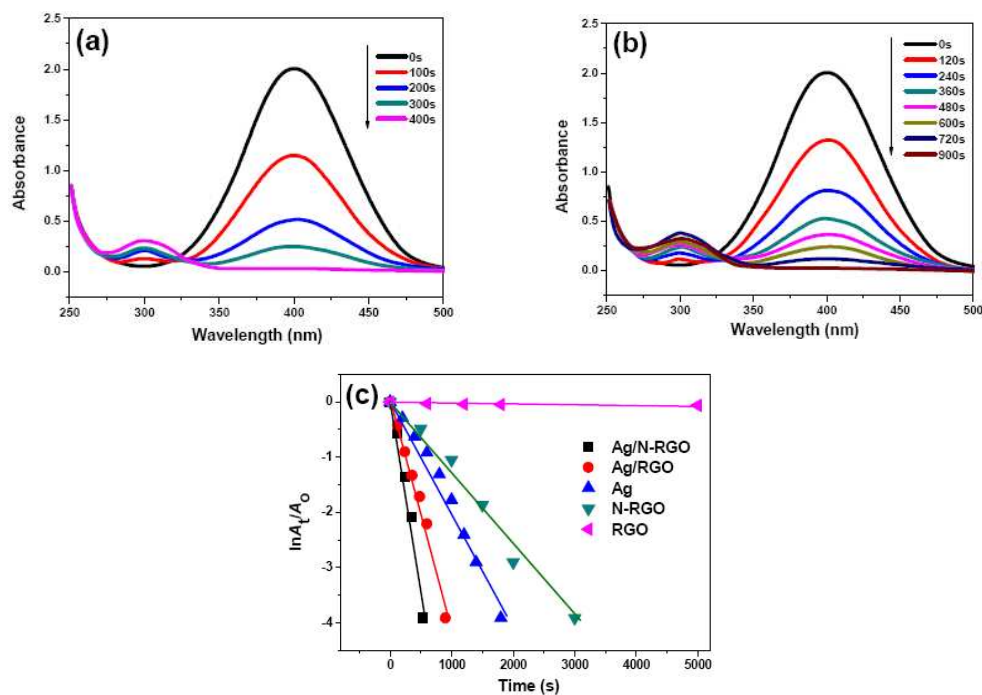 (a)
2.5
2.0
1.5
1.0
0.5
0.0
Absorbance
0s
100s
200s
300s
400s
250 300 350 400 450 500
Wavelength (nm)
(b)
2.5
2.0
1.5
1.0
0.5
0.0
Absorbance
0s
120s
240s
360s
480s
600s
720s
900s
250 300 350 400 450 500
Wavelength (nm)
(c)
0
-1
-2
-3
-4
lnAt/Ao
Ag/N-RGO
Ag/RGO
Ag
N-RGO
RGO
0 1000 2000 3000 4000 5000
Time (s)